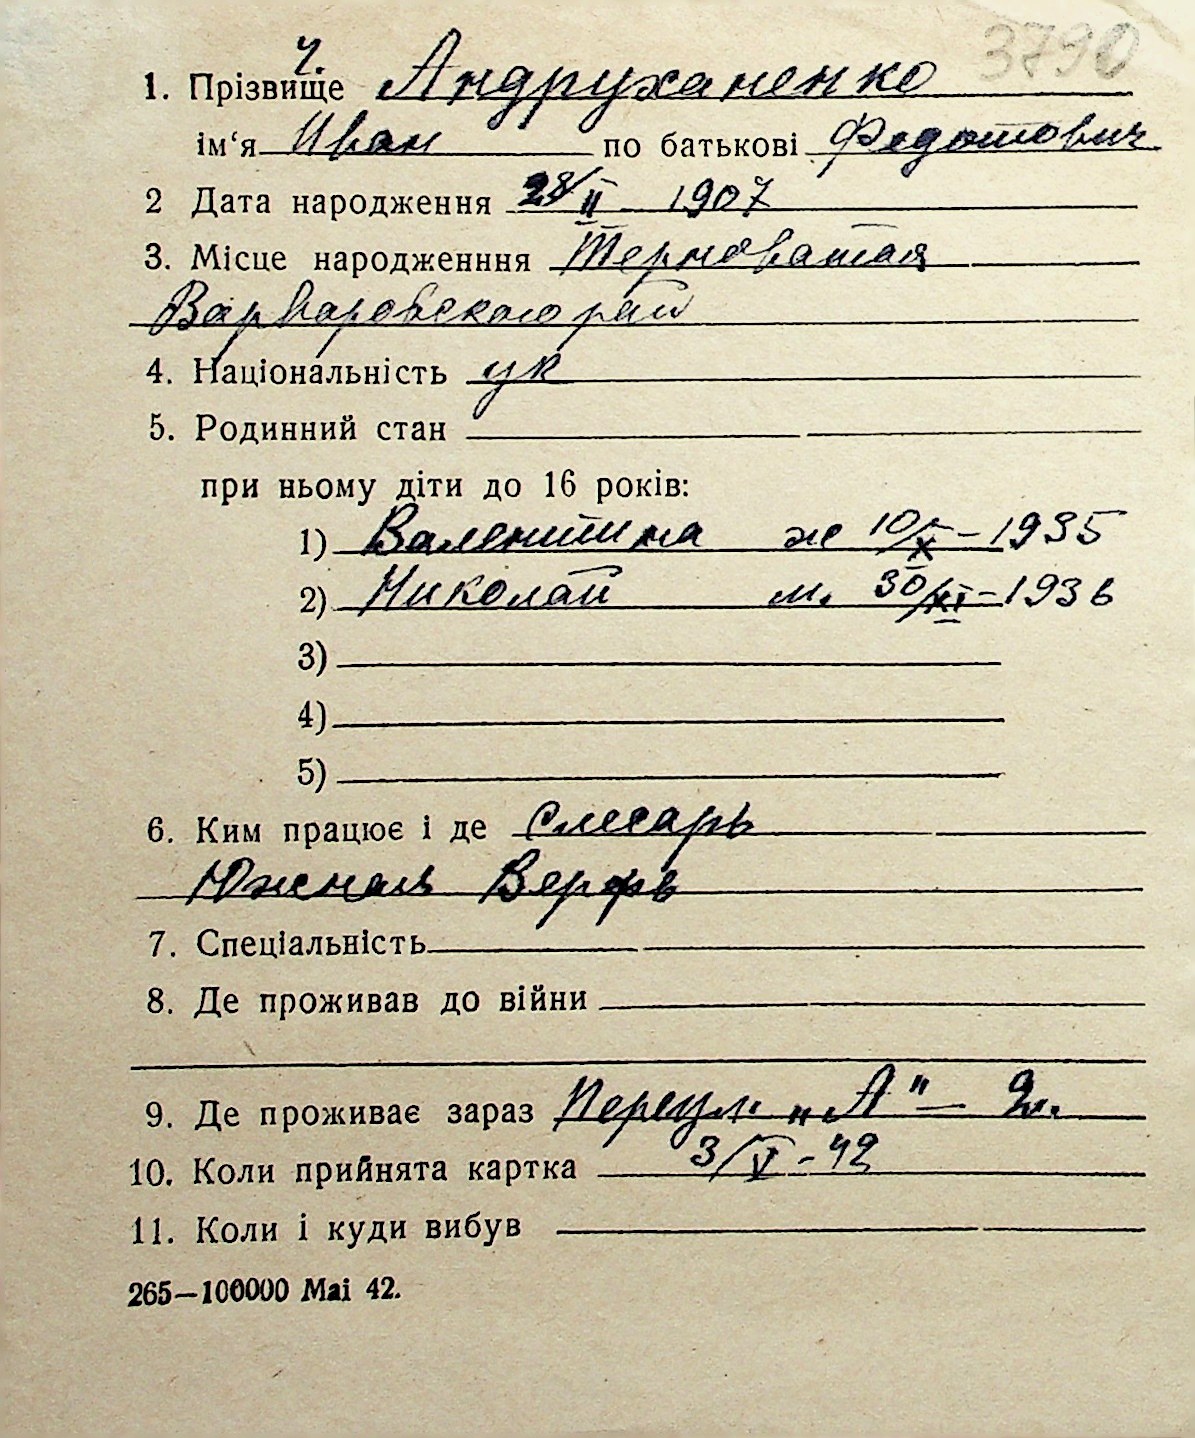 3790
ч.
1. Прізвище Андруханенко
ім‘я Иван по батькові Федотович
2 Дата народження 28/II 1907
3. Місце народженння Терноватая
Варваровского рай
4. Національність ук
5. Родинний стан
при ньому діти до 16 років:
1) Валентина ж 10/X-1935
2) Николай м. 30/XI-1936
3)
4)
5)
6. Ким працює і де слесарь
Южная Верфь
7. Спеціальність
8. Де проживав до війни
9. Де проживає зараз Переул. „А“ — 2
10. Коли прийнята картка 3/V-42
11. Коли і куди вибув
265—100000 Mai 42.